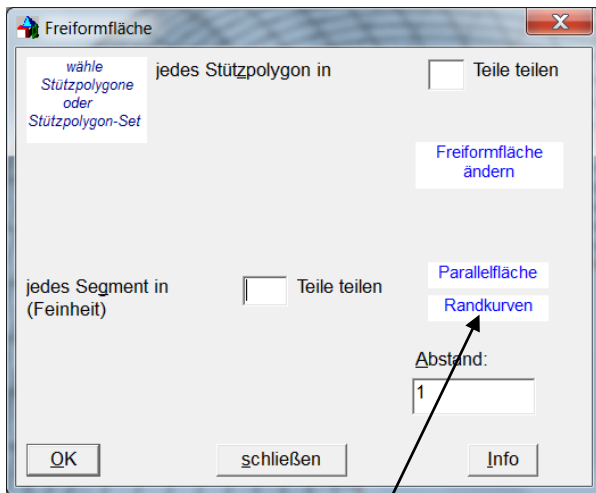 Freiformfläche
wähle
Stützpolygone
oder
Stützpolygon-Set
jedes Stützpolygon in
Teile teilen
Freiformfläche
ändern
jedes Segment in
(Feinheit)
Teile teilen
Parallelfläche
Randkurven
Abstand:
1
OK
schließen
Info